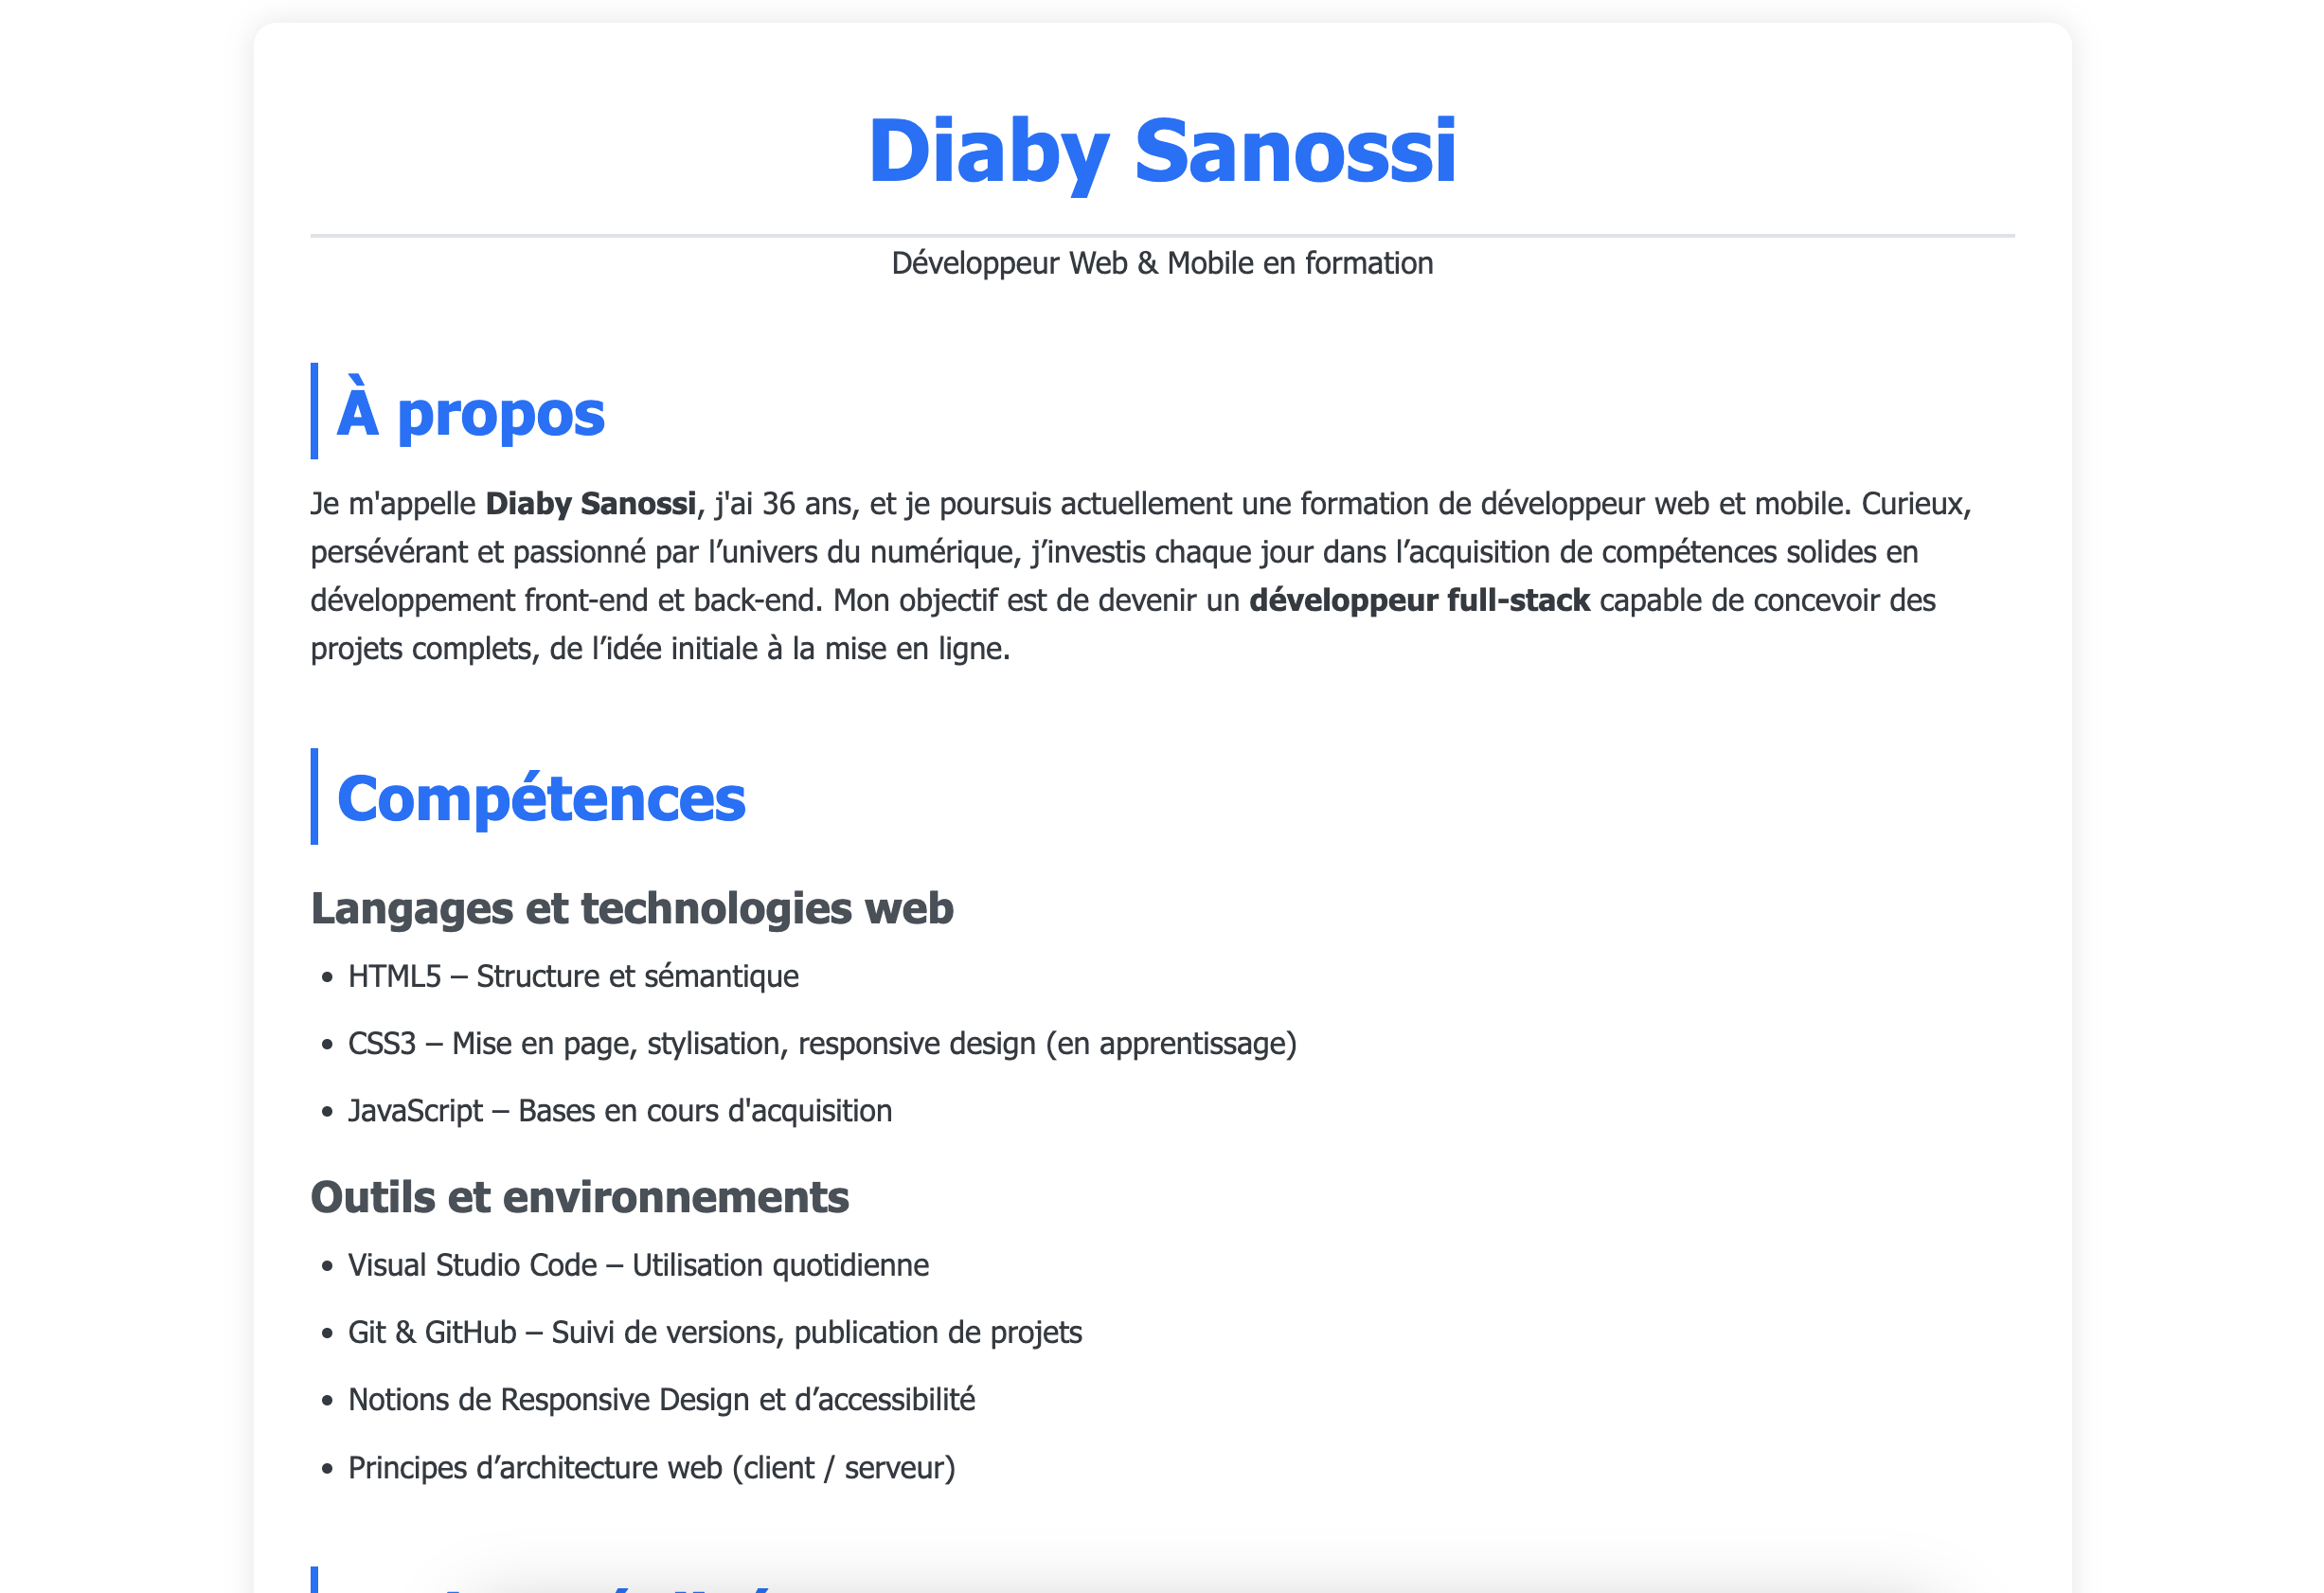 Diaby Sanossi
Développeur Web & Mobile en formation
À propos
Je m'appelle Diaby Sanossi, j'ai 36 ans, et je poursuis actuellement une formation de développeur web et mobile. Curieux,
persévérant et passionné par l’univers du numérique, j’investis chaque jour dans l’acquisition de compétences solides en
développement front-end et back-end. Mon objectif est de devenir un développeur full-stack capable de concevoir des
projets complets, de l’idée initiale à la mise en ligne.
Compétences
Langages et technologies web
• HTML5 – Structure et sémantique
• CSS3 – Mise en page, stylisation, responsive design (en apprentissage)
• JavaScript – Bases en cours d'acquisition
Outils et environnements
• Visual Studio Code – Utilisation quotidienne
• Git & GitHub – Suivi de versions, publication de projets
• Notions de Responsive Design et d’accessibilité
• Principes d’architecture web (client / serveur)